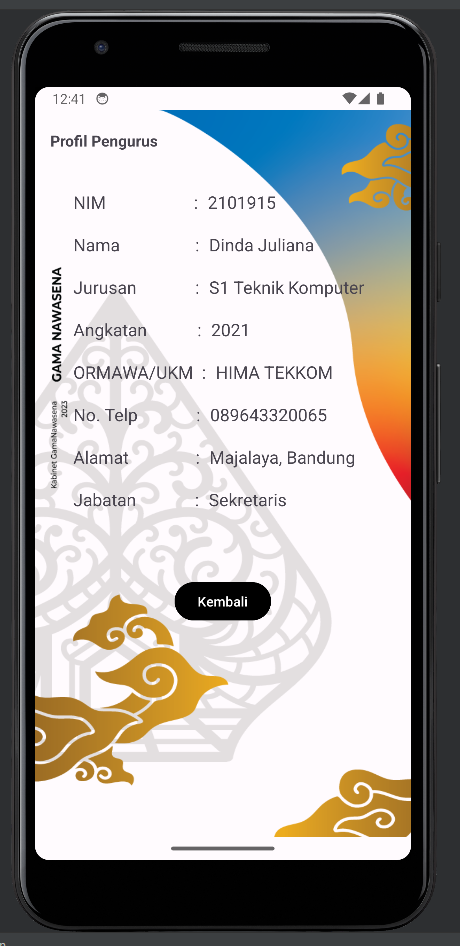 12:41
Profil Pengurus
NIM : 2101915
Nama : Dinda Juliana
Jurusan : S1 Teknik Komputer
Angkatan : 2021
ORMAWA/UKM : HIMA TEKKOM
No. Telp : 089643320065
Alamat : Majalaya, Bandung
Jabatan : Sekretaris
GAMA NAWASENA
2023
Kabinet GamaNawasena
Kembali